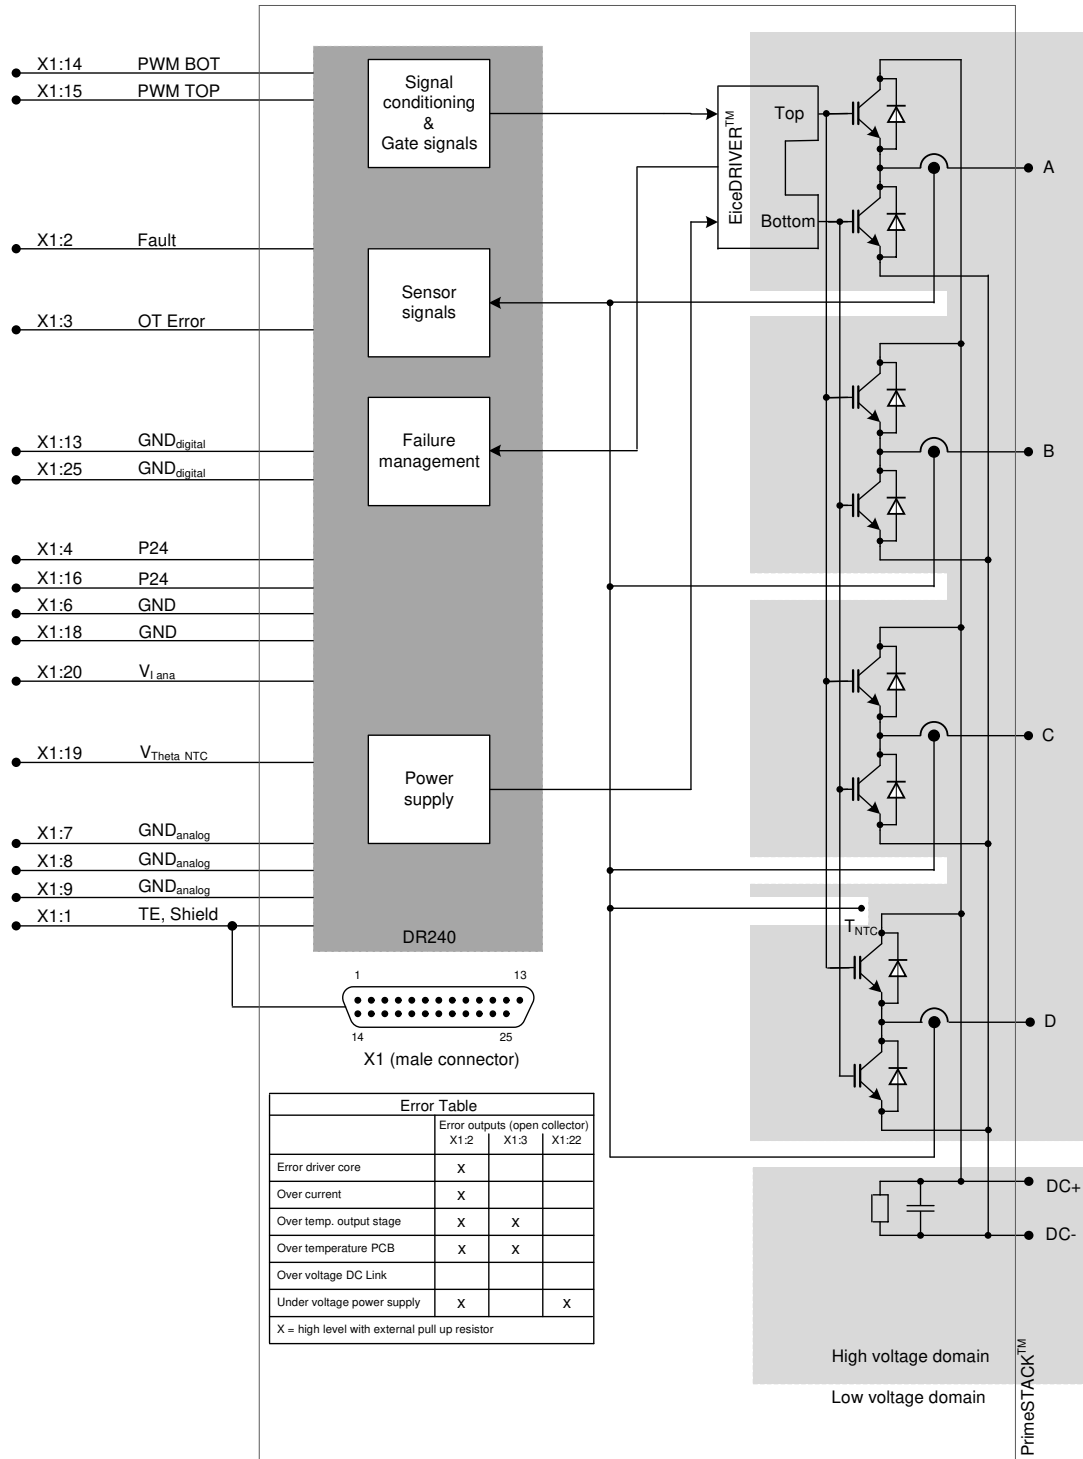 X1:14 PWM BOT
X1:15 PWM TOP
X1:2 Fault
X1:3 OT Error
X1:13 GNDdigital
X1:25 GNDdigital
X1:4 P24
X1:16 P24
X1:6 GND
X1:18 GND
X1:20 VI ana
X1:19 VTheta NTC
X1:7 GNDanalog
X1:8 GNDanalog
X1:9 GNDanalog
X1:1 TE, Shield
Signal
conditioning
&
Gate signals
Sensor
signals
Failure
management
Power
supply
DR240
EiceDRIVER™
Top
Bottom
A
B
C
TNTC
D
DC+
DC-
High voltage domain
Low voltage domain
PrimeSTACK™
1 13
14 25
X1 (male connector)
Error Table
Error outputs (open collector)
X1:2 X1:3 X1:22
Error driver core x
Over current x
Over temp. output stage x x
Over temperature PCB x x
Over voltage DC Link
Under voltage power supply x x
X = high level with external pull up resistor